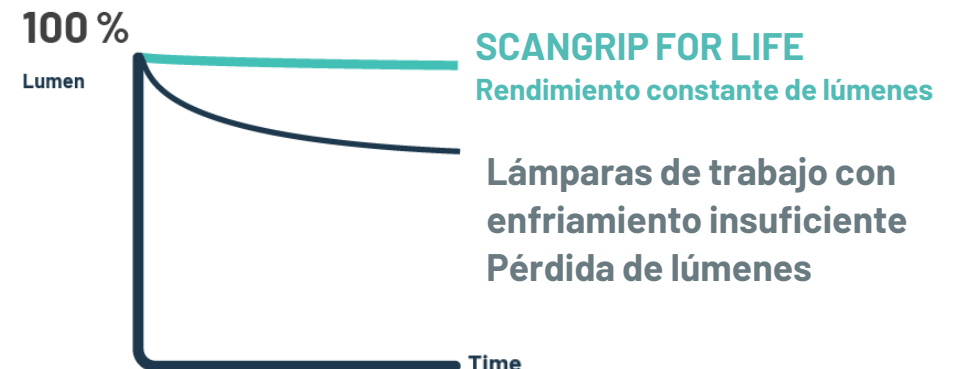 100 %
Lumen
SCANGRIP FOR LIFE
Rendimiento constante de lúmenes
Lámparas de trabajo con
enfriamiento insuficiente
Pérdida de lúmenes
Time